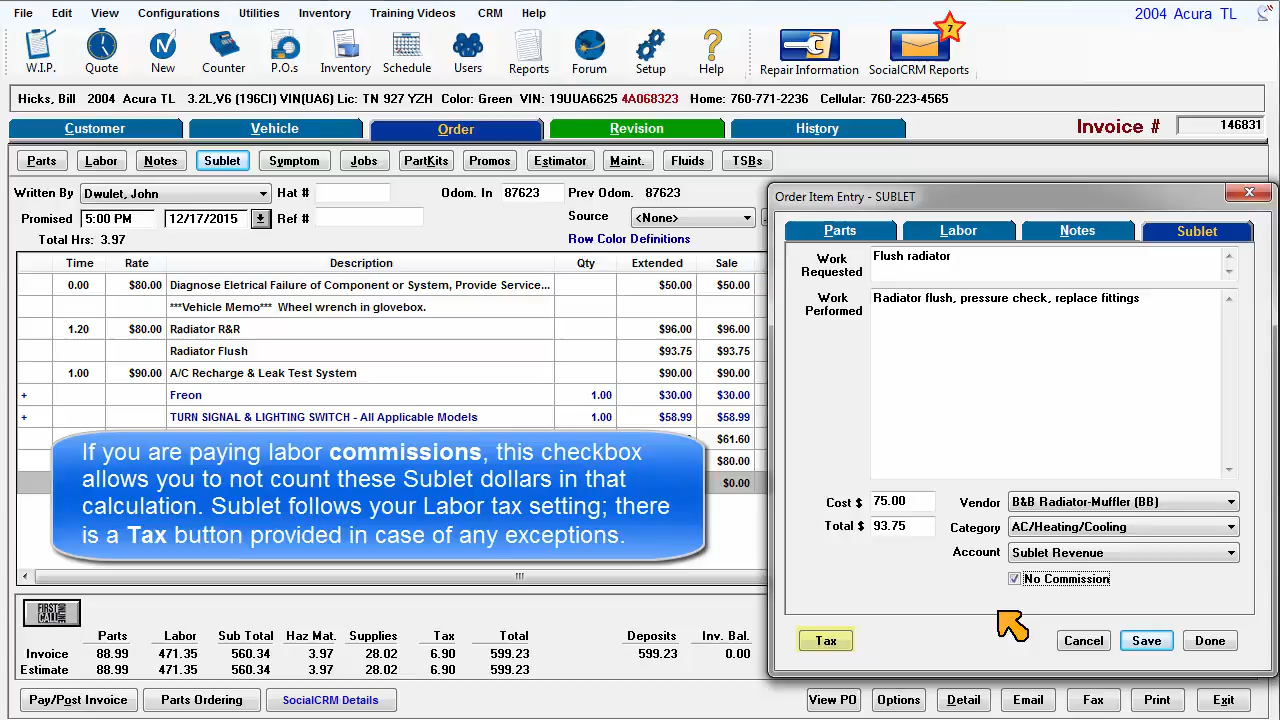 File Edit View Configurations Utilities Inventory Training Videos CRM Help 2004 Acura TL
7
W.I.P. Quote New Counter P.O.s Inventory Schedule Users Reports Forum Setup Help Repair Information SocialCRM Reports
Hicks, Bill 2004 Acura TL 3.2L,V6 (196CI) VIN(UA6) Lic: TN 927 YZH Color: Green VIN: 19UUA6625 4A068323 Home: 760-771-2236 Cellular: 760-223-4565
Customer Vehicle Order Revision History Invoice # 146831
Parts Labor Notes Sublet Symptom Jobs PartKits Promos Estimator Maint. Fluids TSBs
Written By Dwulet, John Hat # Odom. In 87623 Prev Odom. 87623
Promised 5:00 PM 12/17/2015 Ref # Source <None>
Total Hrs: 3.97 Row Color Definitions
Time Rate Description Qty Extended Sale
0.00 $80.00 Diagnose Eletrical Failure of Component or System, Provide Service... $50.00 $50.00
***Vehicle Memo*** Wheel wrench in glovebox.
1.20 $80.00 Radiator R&R $96.00 $96.00
Radiator Flush $93.75 $93.75
1.00 $90.00 A/C Recharge & Leak Test System $90.00 $90.00
+ Freon 1.00 $30.00 $30.00
+ TURN SIGNAL & LIGHTING SWITCH - All Applicable Models 1.00 $58.99 $58.99
$61.60
$80.00
$0.00
If you are paying labor commissions, this checkbox
allows you to not count these Sublet dollars in that
calculation. Sublet follows your Labor tax setting; there
is a Tax button provided in case of any exceptions.
Order Item Entry - SUBLET
Parts Labor Notes Sublet
Work Requested Flush radiator
Work Performed Radiator flush, pressure check, replace fittings
Cost $ 75.00 Vendor B&B Radiator-Muffler (BB)
Total $ 93.75 Category AC/Heating/Cooling
Account Sublet Revenue
No Commission
Tax Cancel Save Done
FIRST CALL
Parts Labor Sub Total Haz Mat. Supplies Tax Total Deposits Inv. Bal.
Invoice 88.99 471.35 560.34 3.97 28.02 6.90 599.23 599.23 0.00
Estimate 88.99 471.35 560.34 3.97 28.02 6.90 599.23
Pay/Post Invoice Parts Ordering SocialCRM Details View PO Options Detail Email Fax Print Exit